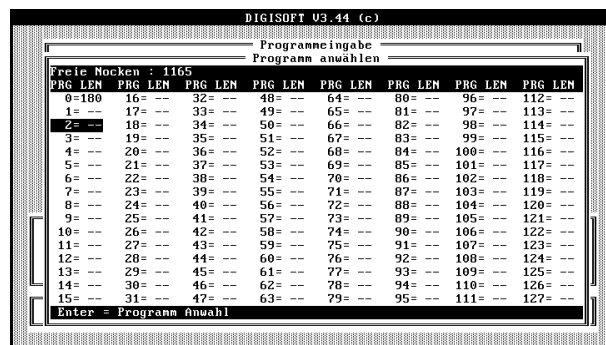 DIGISOFT V3.44 (c)
Programmeingabe
Programm anwählen
Freie Nocken : 1165
PRG LEN PRG LEN PRG LEN PRG LEN PRG LEN PRG LEN PRG LEN PRG LEN
0=180 16= -- 32= -- 48= -- 64= -- 80= -- 96= -- 112= --
1= -- 17= -- 33= -- 49= -- 65= -- 81= -- 97= -- 113= --
2= -- 18= -- 34= -- 50= -- 66= -- 82= -- 98= -- 114= --
3= -- 19= -- 35= -- 51= -- 67= -- 83= -- 99= -- 115= --
4= -- 20= -- 36= -- 52= -- 68= -- 84= -- 100= -- 116= --
5= -- 21= -- 37= -- 53= -- 69= -- 85= -- 101= -- 117= --
6= -- 22= -- 38= -- 54= -- 70= -- 86= -- 102= -- 118= --
7= -- 23= -- 39= -- 55= -- 71= -- 87= -- 103= -- 119= --
8= -- 24= -- 40= -- 56= -- 72= -- 88= -- 104= -- 120= --
9= -- 25= -- 41= -- 57= -- 73= -- 89= -- 105= -- 121= --
10= -- 26= -- 42= -- 58= -- 74= -- 90= -- 106= -- 122= --
11= -- 27= -- 43= -- 59= -- 75= -- 91= -- 107= -- 123= --
12= -- 28= -- 44= -- 60= -- 76= -- 92= -- 108= -- 124= --
13= -- 29= -- 45= -- 61= -- 77= -- 93= -- 109= -- 125= --
14= -- 30= -- 46= -- 62= -- 78= -- 94= -- 110= -- 126= --
15= -- 31= -- 47= -- 63= -- 79= -- 95= -- 111= -- 127= --
Enter = Programm Anwahl